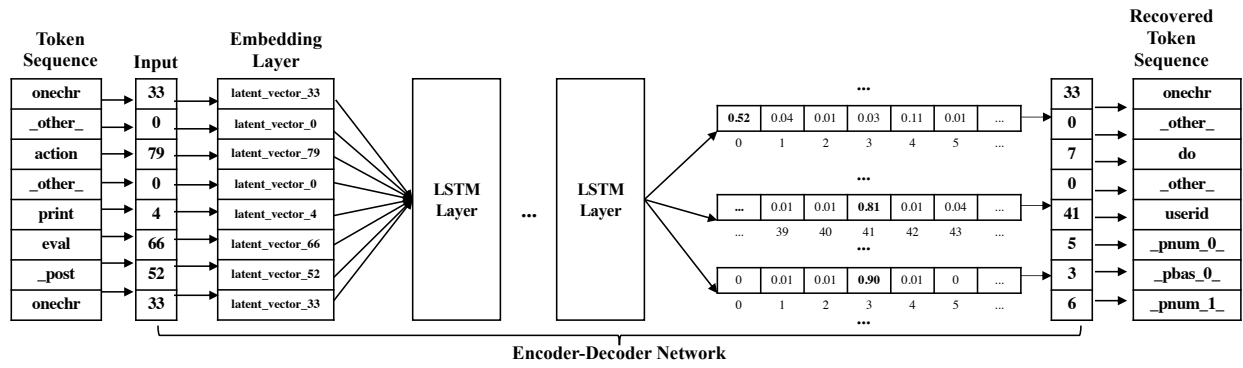 Token
Sequence
Input
Embedding
Layer
Recovered
Token
Sequence
onechr
_other_
action
_other_
print
eval
_post
onechr
33
0
79
0
4
66
52
33
latent_vector_33
latent_vector_0
latent_vector_79
latent_vector_0
latent_vector_4
latent_vector_66
latent_vector_52
latent_vector_33
LSTM
Layer
...
LSTM
Layer
...
0.52 0.04 0.01 0.03 0.11 0.01 ...
0 1 2 3 4 5 ...
...
... 0.01 0.01 0.81 0.01 0.04 ...
... 39 40 41 42 43 ...
...
0 0.01 0.01 0.90 0.01 0 ...
0 1 2 3 4 5 ...
...
33
0
7
0
41
5
3
6
onechr
_other_
do
_other_
userid
_pnum_0_
_pbas_0_
_pnum_1_
Encoder-Decoder Network